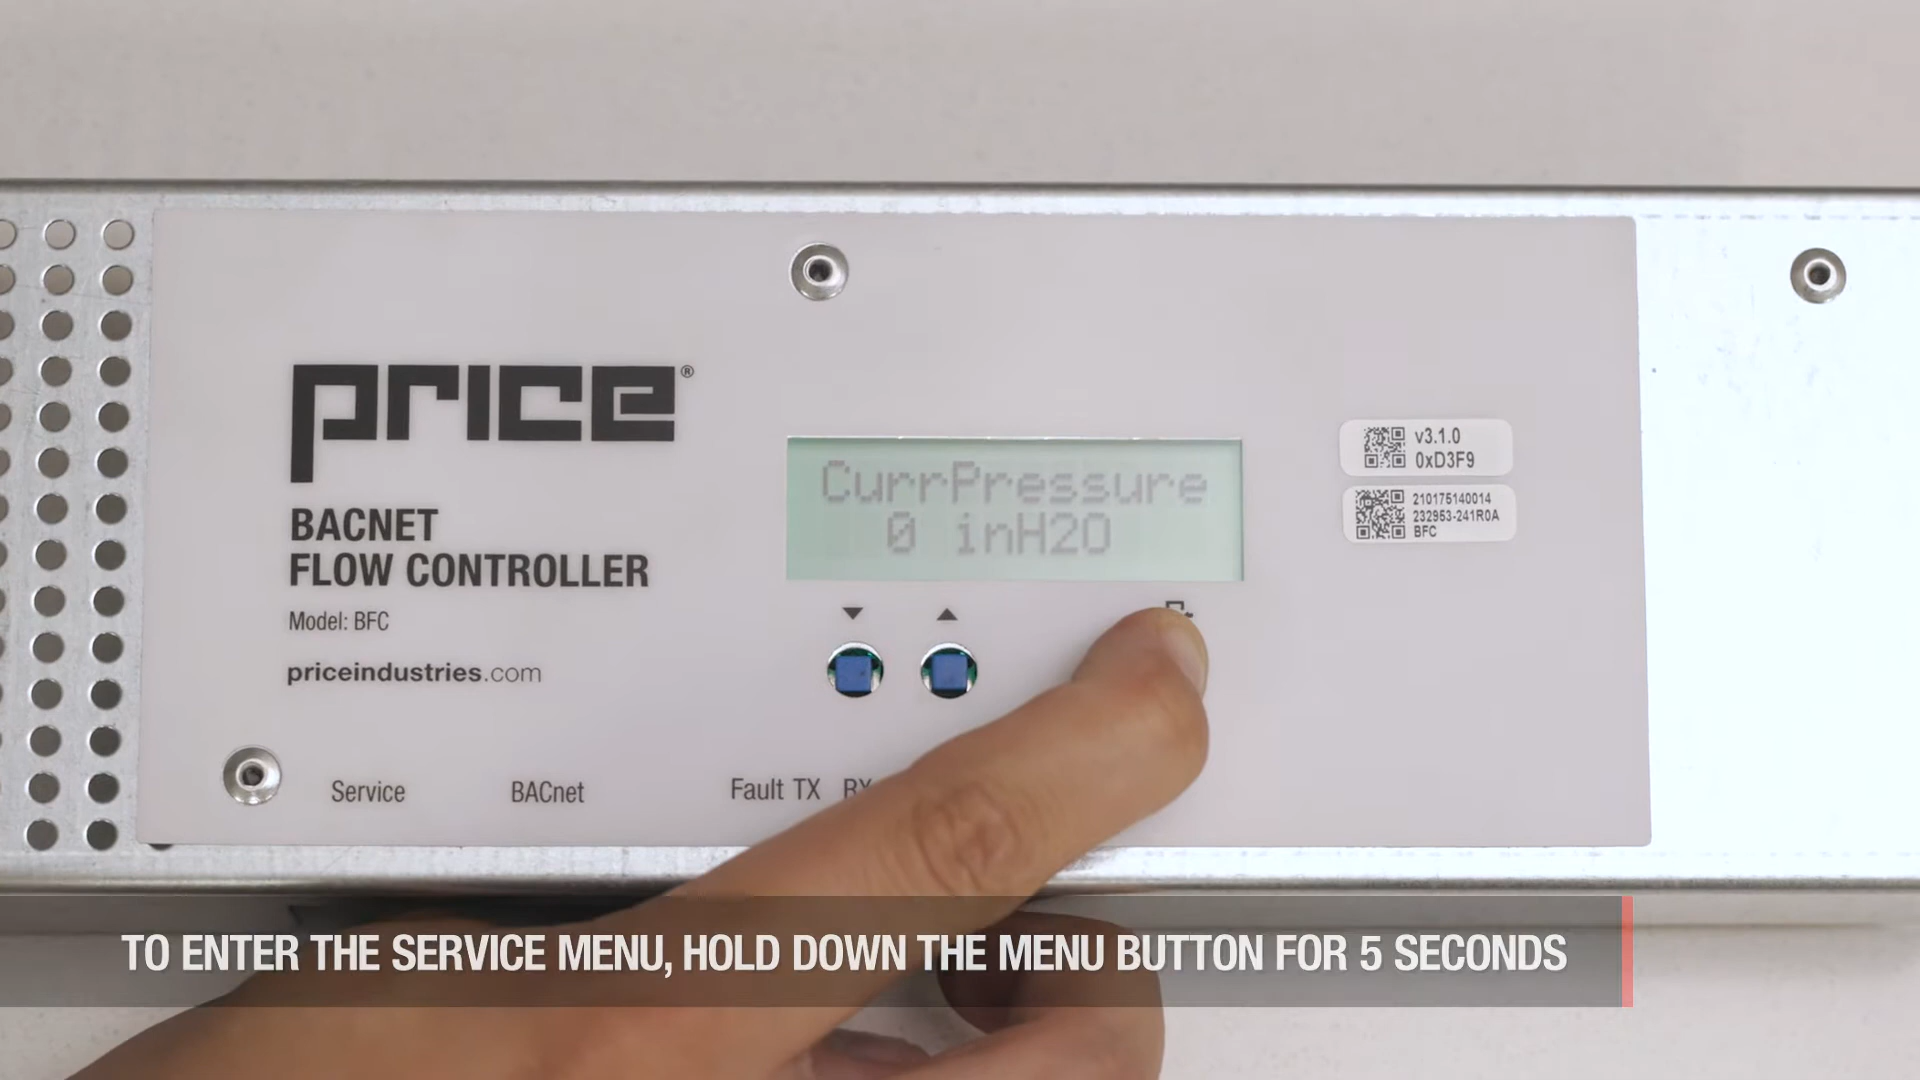 price®
BACNET
FLOW CONTROLLER
Model: BFC
priceindustries.com
CurrPressure
0 inH2O
v3.1.0
0xD3F9
210175140014
232953-241R0A
BFC
Service
BACnet
Fault TX RX
TO ENTER THE SERVICE MENU, HOLD DOWN THE MENU BUTTON FOR 5 SECONDS